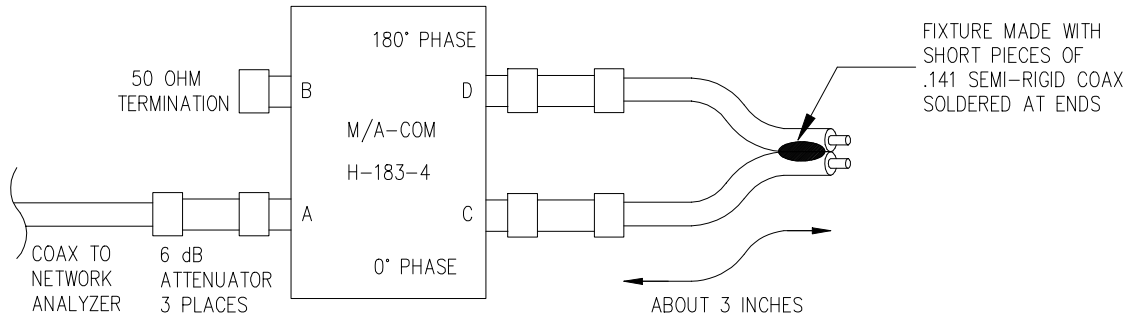 180° PHASE
FIXTURE MADE WITH
SHORT PIECES OF
.141 SEMI-RIGID COAX
SOLDERED AT ENDS
50 OHM
TERMINATION
B
D
M/A-COM
H-183-4
A
C
COAX TO
NETWORK
ANALYZER
6 dB
ATTENUATOR
3 PLACES
0° PHASE
ABOUT 3 INCHES